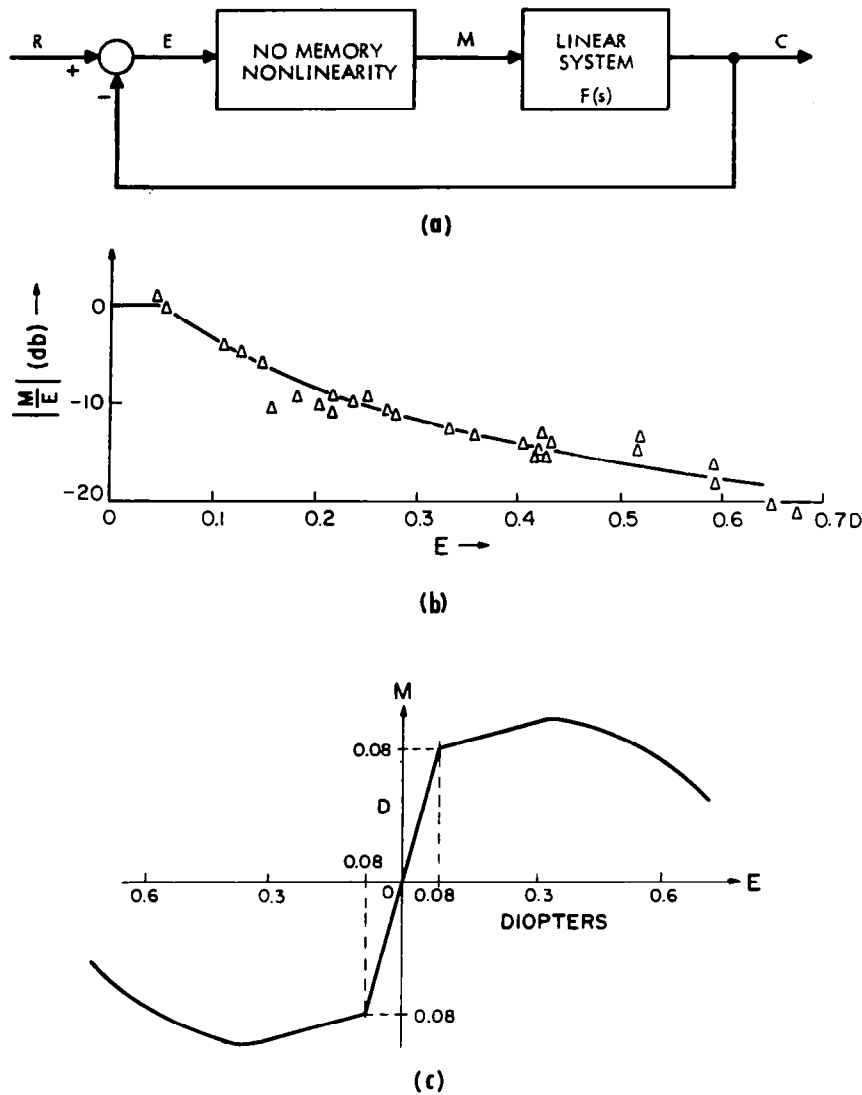 R
+
−
E
NO MEMORY
NONLINEARITY
M
LINEAR
SYSTEM
F(s)
C
(a)
|M/E| (db) →
0
-10
-20
0 0.1 0.2 0.3 0.4 0.5 0.6 0.7D
E →
(b)
M
0.08
D
0.08
0.6 0.3 0 0.08 0.3 0.6 E
DIOPTERS
0.08
(c)